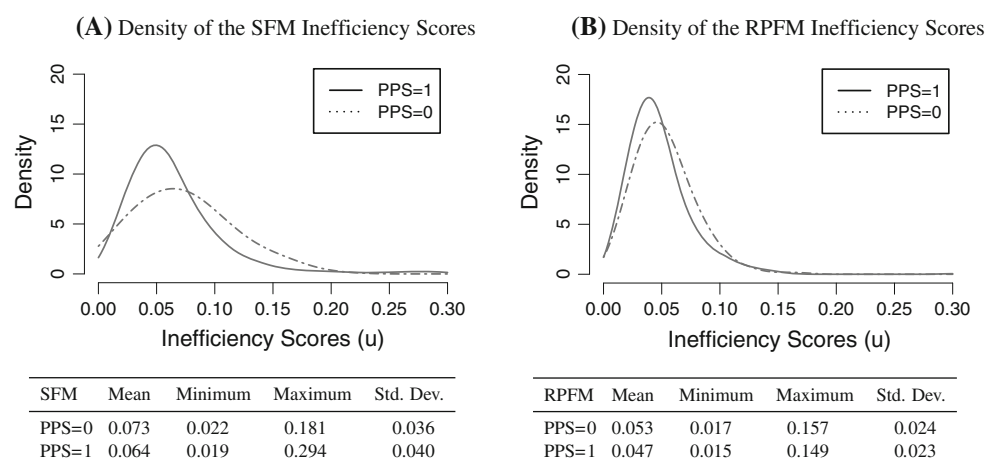 (A) Density of the SFM Inefficiency Scores
20
15
10
5
0
Density
PPS=1
PPS=0
0.00 0.05 0.10 0.15 0.20 0.25 0.30
Inefficiency Scores (u)
SFM Mean Minimum Maximum Std. Dev.
PPS=0 0.073 0.022 0.181 0.036
PPS=1 0.064 0.019 0.294 0.040
(B) Density of the RPFM Inefficiency Scores
20
15
10
5
0
Density
PPS=1
PPS=0
0.00 0.05 0.10 0.15 0.20 0.25 0.30
Inefficiency Scores (u)
RPFM Mean Minimum Maximum Std. Dev.
PPS=0 0.053 0.017 0.157 0.024
PPS=1 0.047 0.015 0.149 0.023